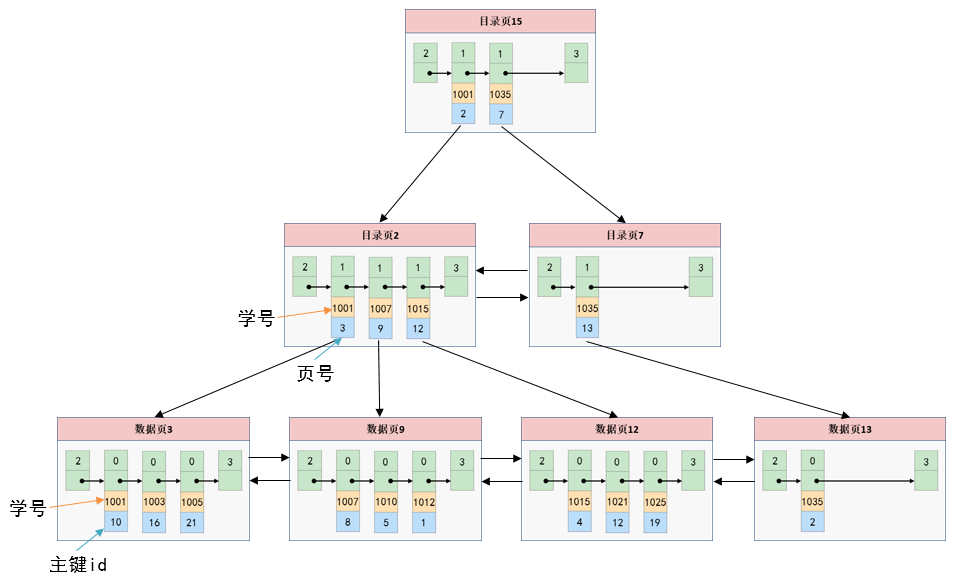 目录页15
2 1 1 3
1001 1035
2 7
目录页2 目录页7
2 1 1 1 3 2 1 3
学号 1001 1007 1015 1035
3 9 12 13
页号
数据页3 数据页9 数据页12 数据页13
2 0 0 0 3 2 0 0 0 3 2 0 0 0 3 2 0 3
学号 1001 1003 1005 1007 1010 1012 1015 1021 1025 1035
10 16 21 8 5 1 4 12 19 2
主键id